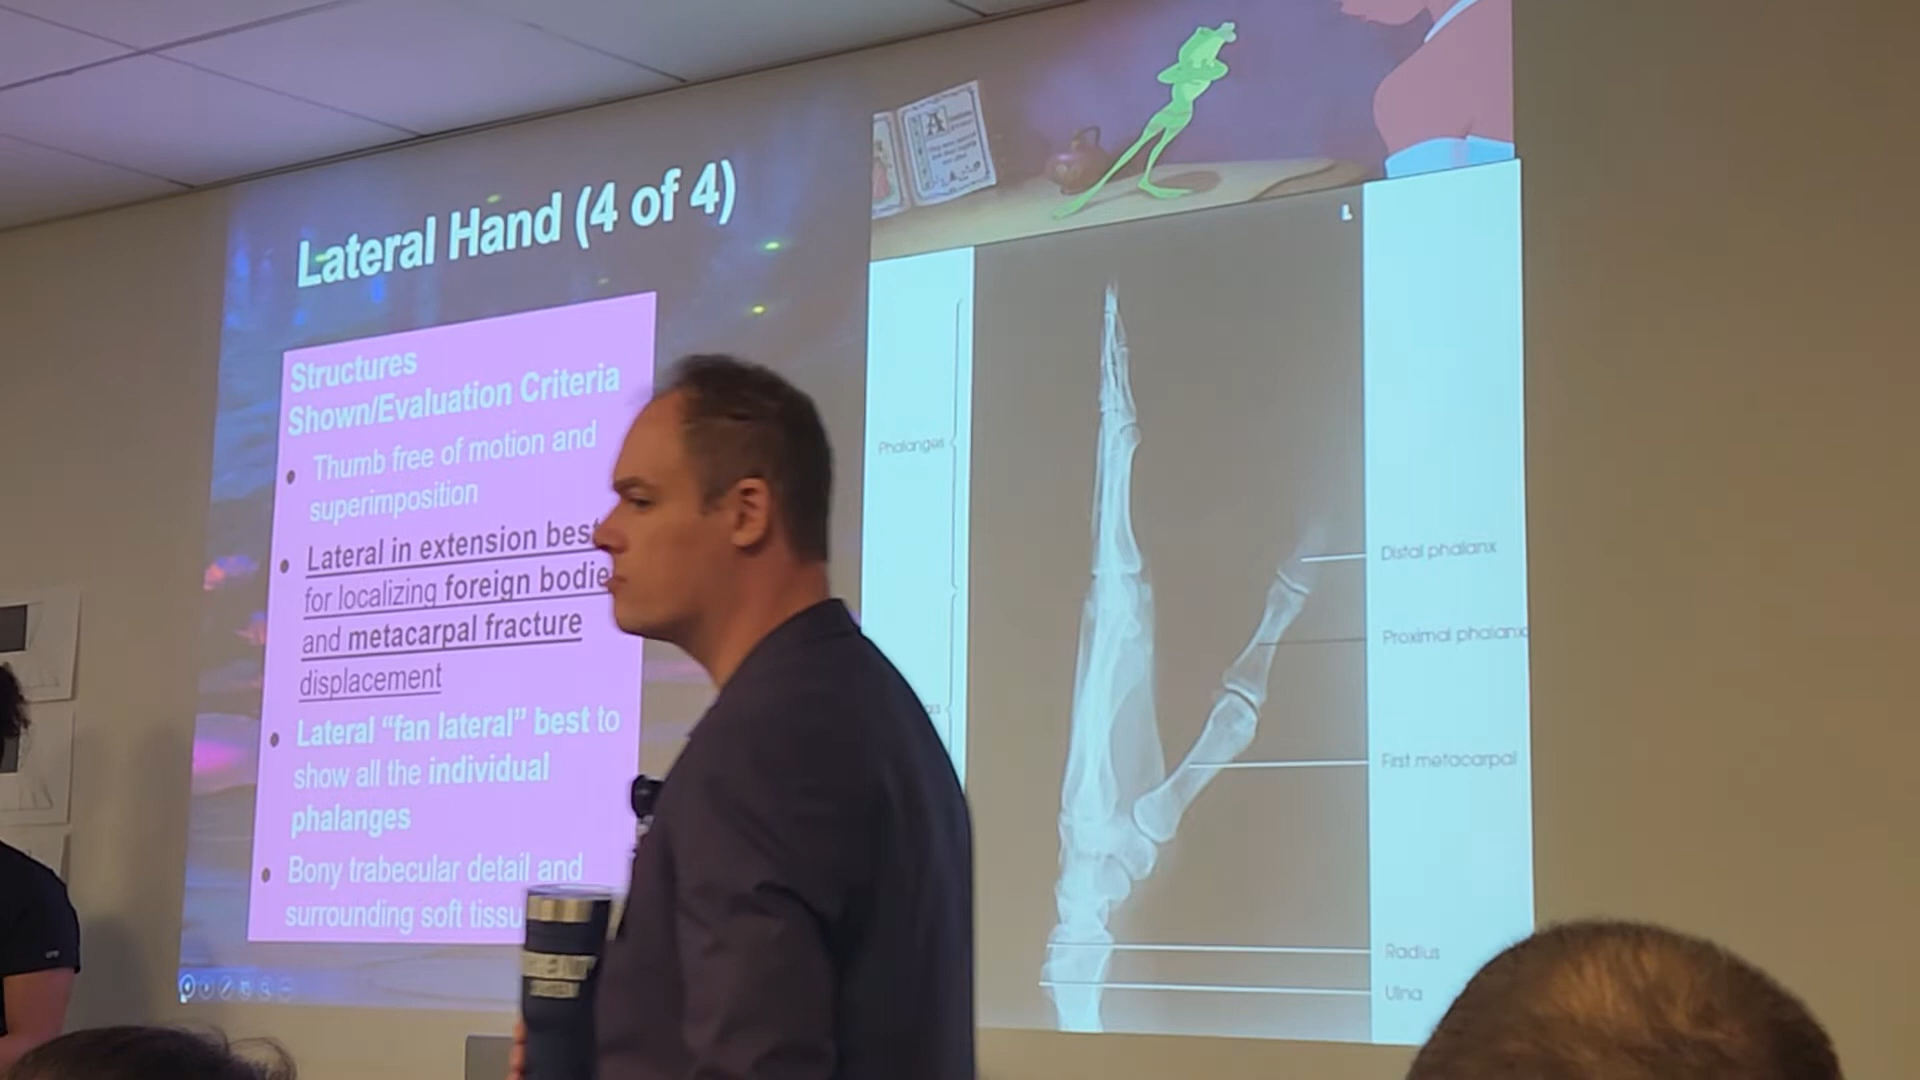 Lateral Hand (4 of 4)
Structures
Shown/Evaluation Criteria
Thumb free of motion and
superimposition
Lateral in extension best
for localizing foreign bodie
and metacarpal fracture
displacement
Lateral “fan lateral” best to
show all the individual
phalanges
Bony trabecular detail and
surrounding soft tissu
A
L
Phalanges
Distal phalanx
Proximal phalanx
First metacarpal
Radius
Ulna